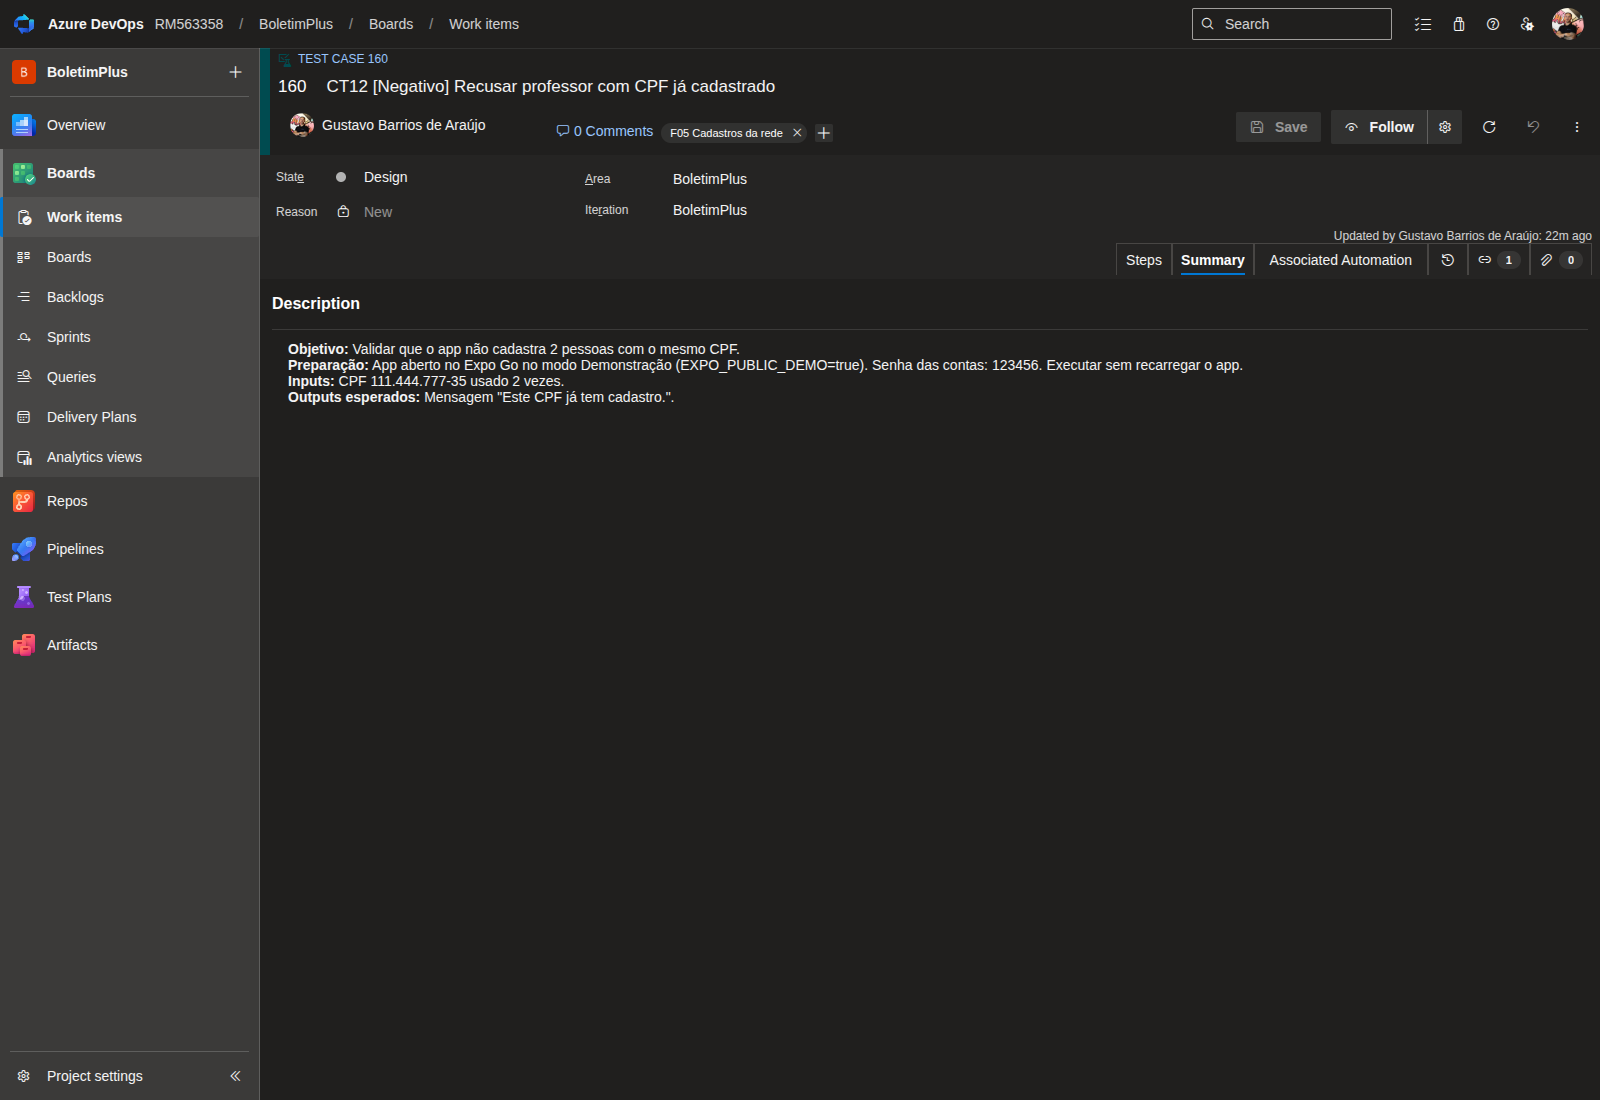 Azure DevOps RM563358 / BoletimPlus / Boards / Work items
Search
B BoletimPlus
Overview
Boards
Work items
Boards
Backlogs
Sprints
Queries
Delivery Plans
Analytics views
Repos
Pipelines
Test Plans
Artifacts
Project settings
TEST CASE 160
160 CT12 [Negativo] Recusar professor com CPF já cadastrado
Gustavo Barrios de Araújo
0 Comments
F05 Cadastros da rede
Save
Follow
State Design
Area BoletimPlus
Reason New
Iteration BoletimPlus
Updated by Gustavo Barrios de Araújo: 22m ago
Steps Summary Associated Automation 1 0
Description
Objetivo: Validar que o app não cadastra 2 pessoas com o mesmo CPF.
Preparação: App aberto no Expo Go no modo Demonstração (EXPO_PUBLIC_DEMO=true). Senha das contas: 123456. Executar sem recarregar o app.
Inputs: CPF 111.444.777-35 usado 2 vezes.
Outputs esperados: Mensagem "Este CPF já tem cadastro.".